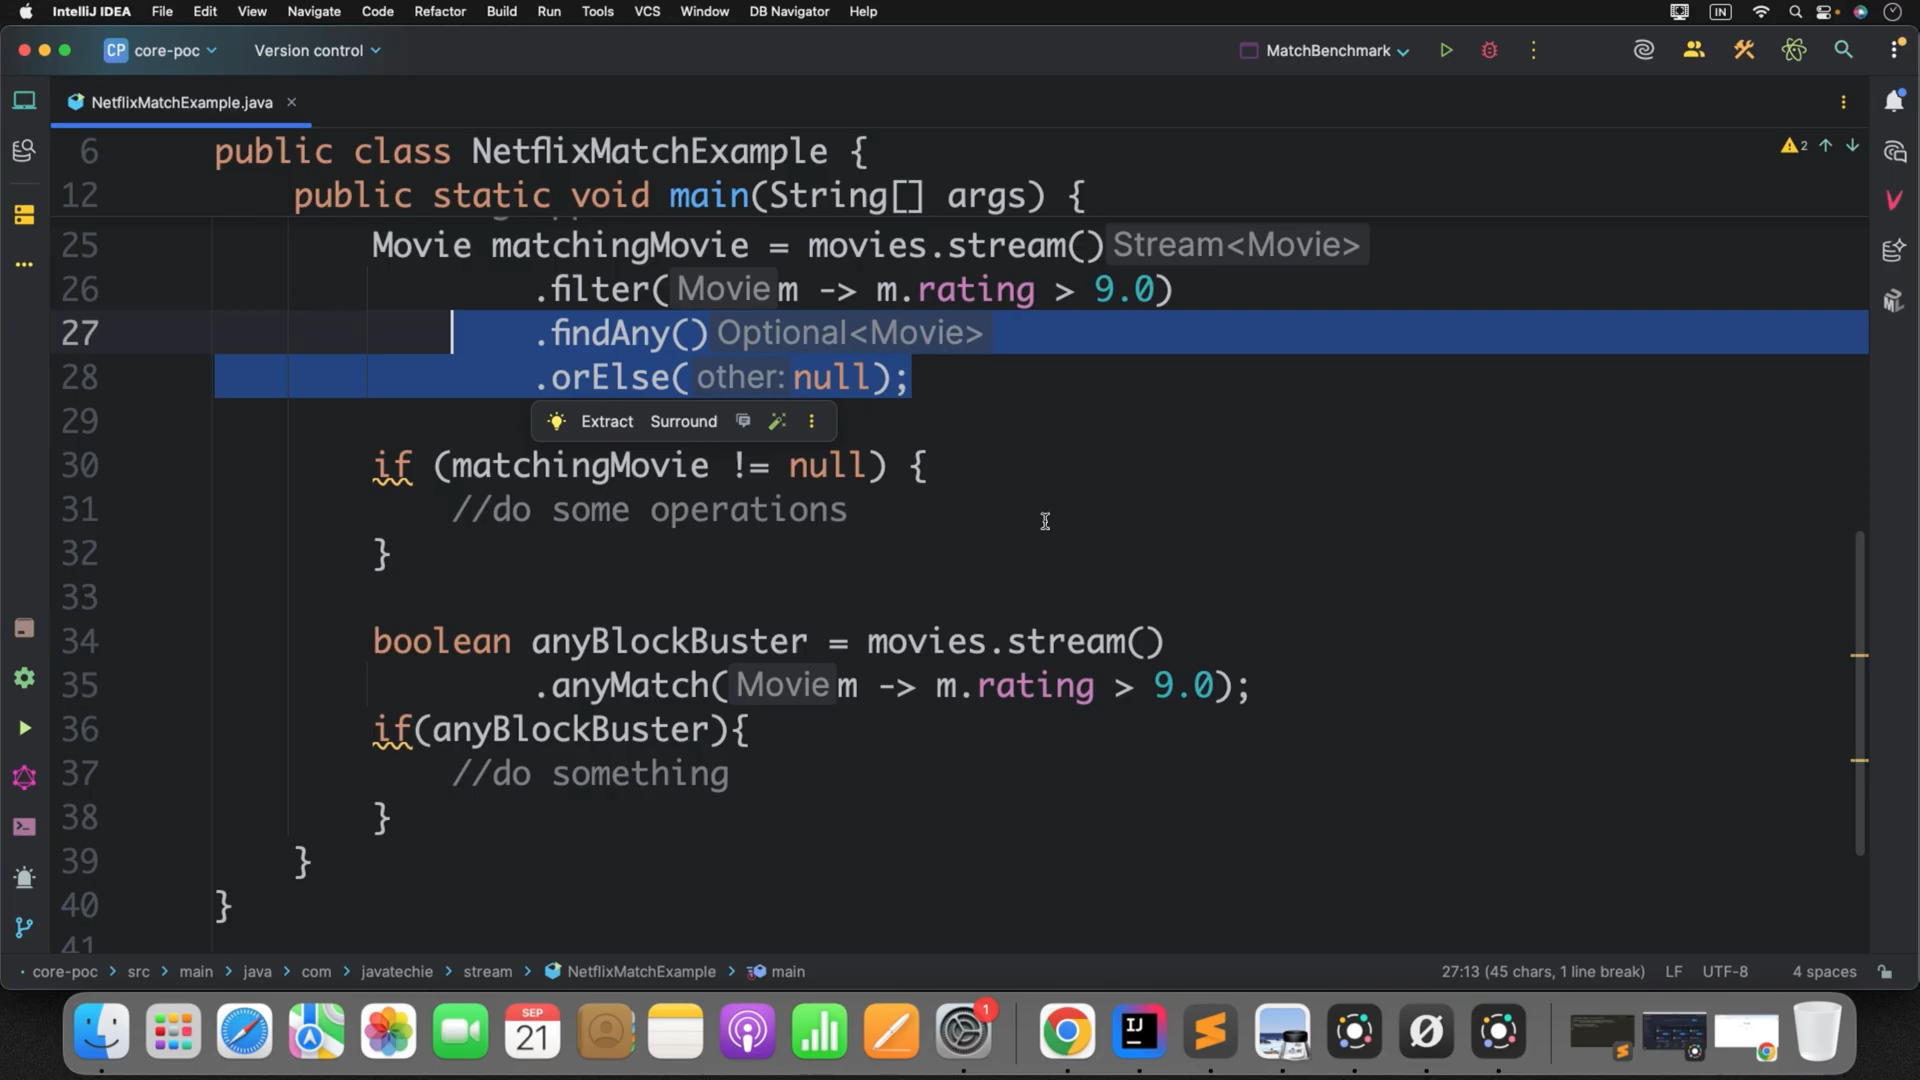 IntelliJ IDEA File Edit View Navigate Code Refactor Build Run Tools VCS Window DB Navigator Help IN
CP core-poc Version control MatchBenchmark
NetflixMatchExample.java
6 public class NetflixMatchExample {
2
12 public static void main(String[] args) {
25 Movie matchingMovie = movies.stream() Stream<Movie>
26 .filter( Movie m -> m.rating > 9.0)
27 .findAny() Optional<Movie>
28 .orElse( other: null);
29
Extract Surround
30 if (matchingMovie != null) {
31 //do some operations
32 }
33
34 boolean anyBlockBuster = movies.stream()
35 .anyMatch( Movie m -> m.rating > 9.0);
36 if(anyBlockBuster){
37 //do something
38 }
39 }
40 }
41
core-poc > src > main > java > com > javatechie > stream > NetflixMatchExample > main 27:13 (45 chars, 1 line break) LF UTF-8 4 spaces
SEP
21
1
IJ